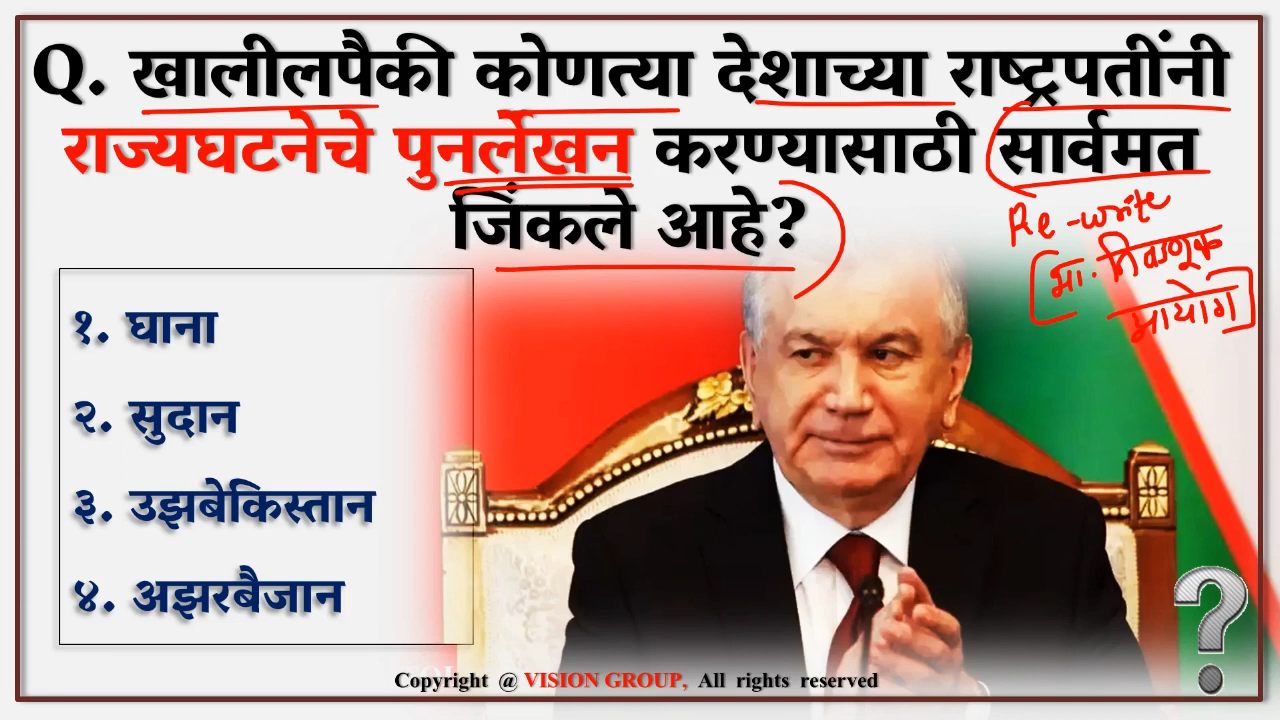 Q. खालीलपैकी कोणत्या देशाच्या राष्ट्रपतींनी
राज्यघटनेचे पुनर्लेखन करण्यासाठी सार्वमत
जिंकले आहे?
Re-write
मा. निवडणूक
आयोग
१. घाना
२. सुदान
३. उझबेकिस्तान
४. अझरबैजान
?
Copyright @ VISION GROUP, All rights reserved